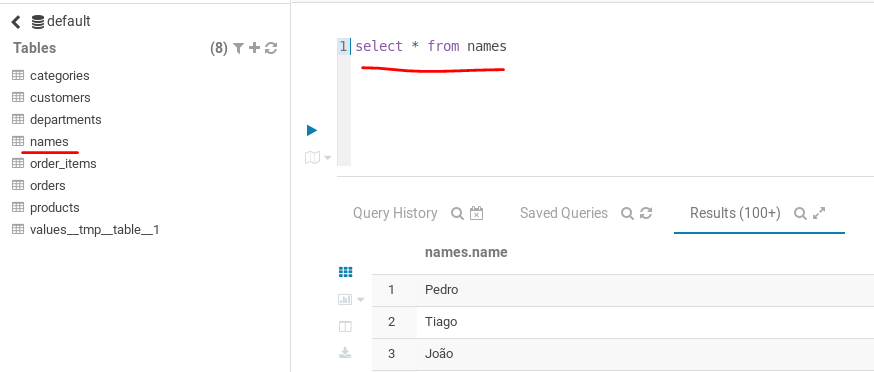 default
Tables (8)
categories
customers
departments
names
order_items
orders
products
values__tmp__table__1
1 select * from names
Query History Saved Queries Results (100+)
names.name
1 Pedro
2 Tiago
3 João